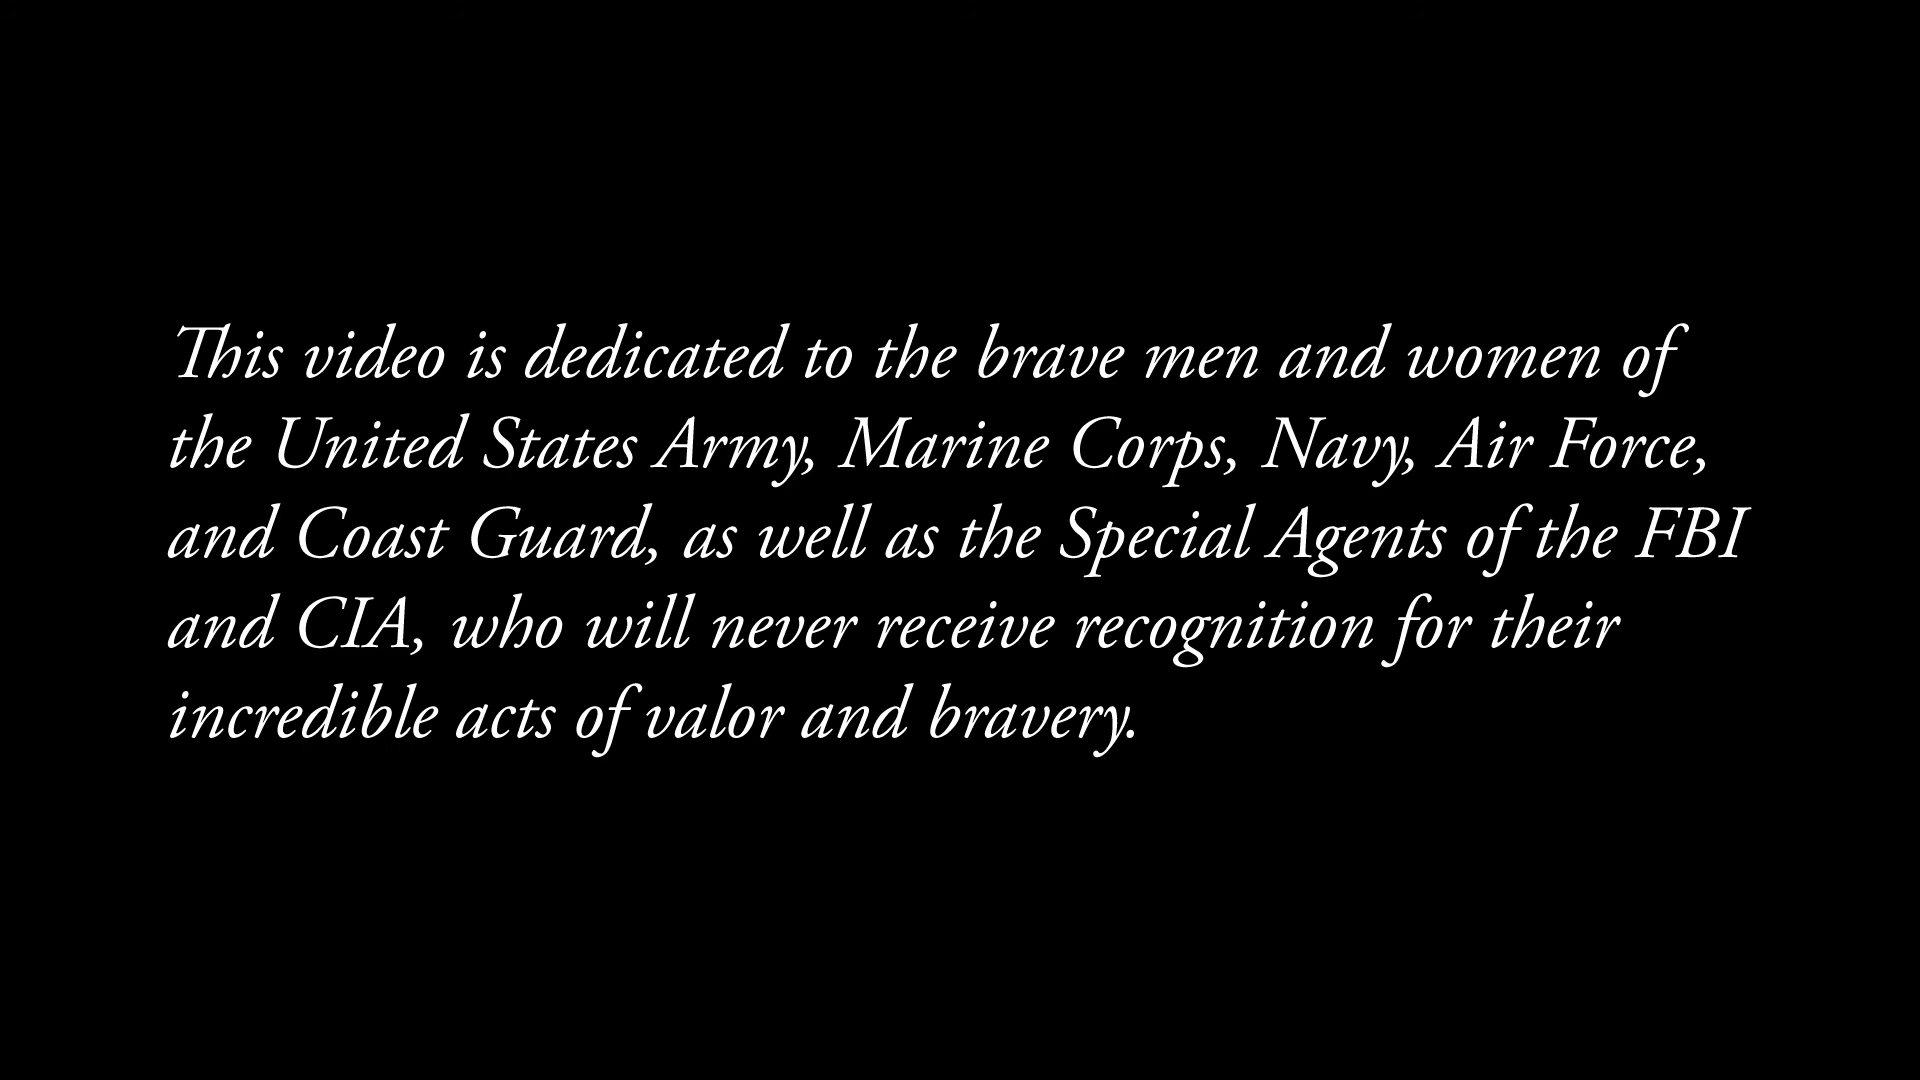 This video is dedicated to the brave men and women of
the United States Army, Marine Corps, Navy, Air Force,
and Coast Guard, as well as the Special Agents of the FBI
and CIA, who will never receive recognition for their
incredible acts of valor and bravery.